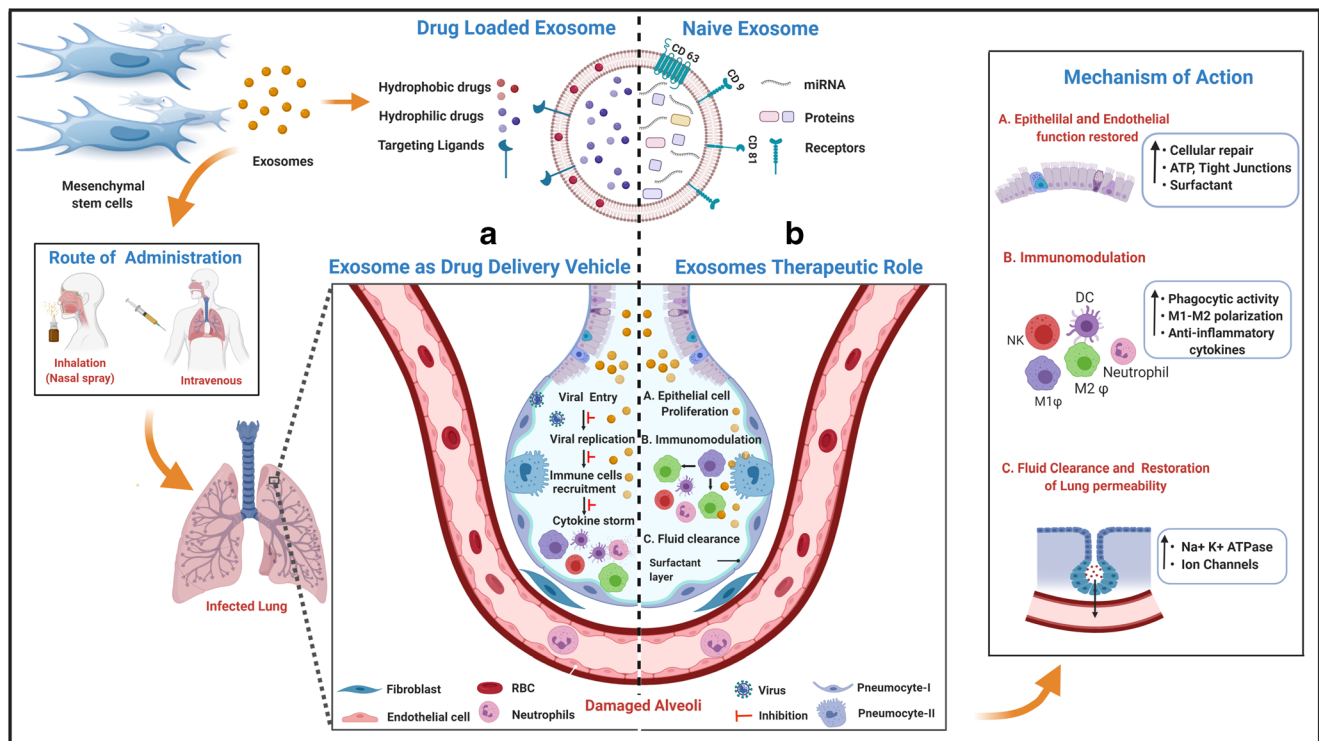 Drug Loaded Exosome
Naive Exosome
Hydrophobic drugs
Hydrophilic drugs
Targeting Ligands
CD 63
CD 9
CD 81
miRNA
Proteins
Receptors
Exosomes
Mesenchymal
stem cells
Route of Administration
Inhalation
(Nasal spray)
Intravenous
Infected Lung
a
Exosome as Drug Delivery Vehicle
b
Exosomes Therapeutic Role
Viral Entry
Viral replication
Immune cells
recruitment
Cytokine storm
A. Epithelial cell
Proliferation
B. Immunomodulation
C. Fluid clearance
Surfactant
layer
Fibroblast
RBC
Endothelial cell
Neutrophils
Damaged Alveoli
Virus
Pneumocyte-I
Inhibition
Pneumocyte-II
Mechanism of Action
A. Epithelilal and Endothelial
function restored
• Cellular repair
• ATP, Tight Junctions
• Surfactant
B. Immunomodulation
DC
NK
Neutrophil
M1φ
M2 φ
• Phagocytic activity
• M1-M2 polarization
• Anti-inflammatory
cytokines
C. Fluid Clearance and Restoration
of Lung permeability
• Na+ K+ ATPase
• Ion Channels